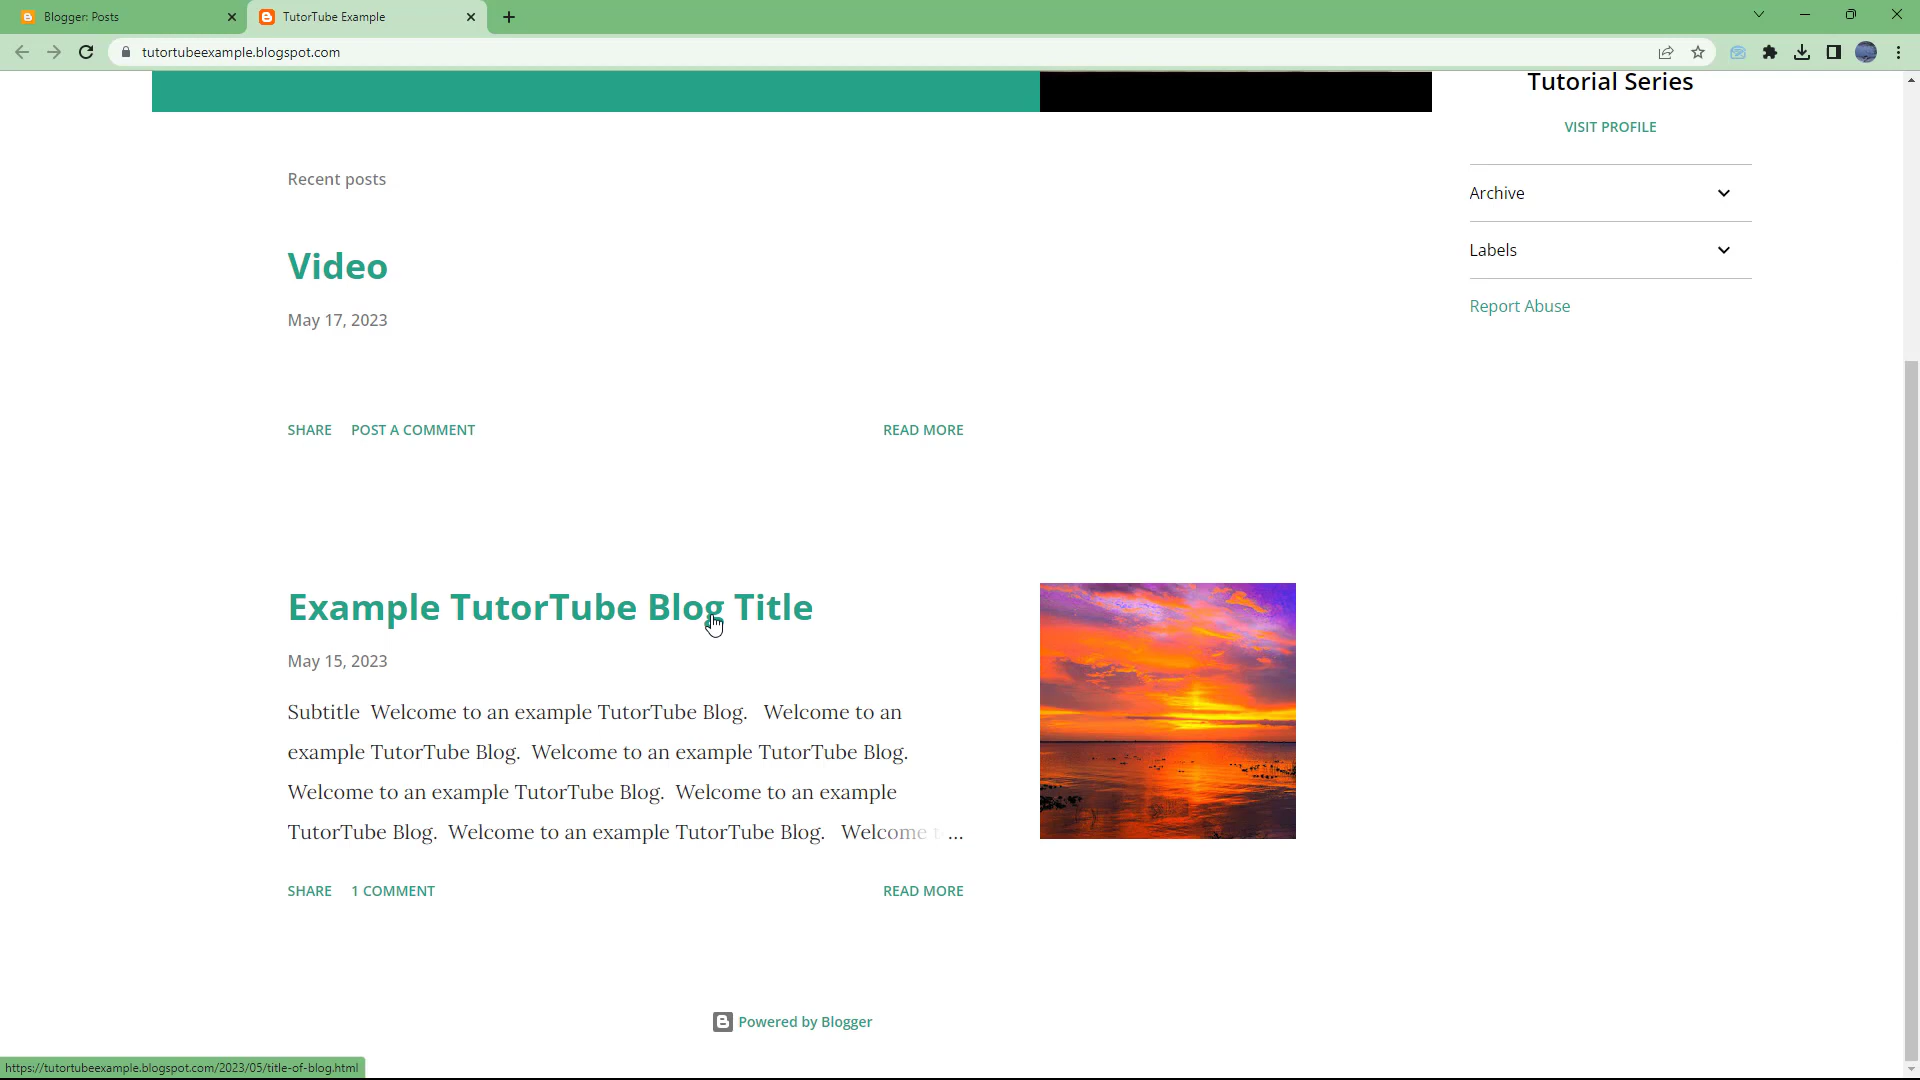 Blogger: Posts
TutorTube Example
tutortubeexample.blogspot.com
Tutorial Series
VISIT PROFILE
Archive
Labels
Report Abuse
Recent posts
Video
May 17, 2023
SHARE POST A COMMENT READ MORE
Example TutorTube Blog Title
May 15, 2023
Subtitle Welcome to an example TutorTube Blog. Welcome to an
example TutorTube Blog. Welcome to an example TutorTube Blog.
Welcome to an example TutorTube Blog. Welcome to an example
TutorTube Blog. Welcome to an example TutorTube Blog. Welcome t...
SHARE 1 COMMENT READ MORE
Powered by Blogger
https://tutortubeexample.blogspot.com/2023/05/title-of-blog.html